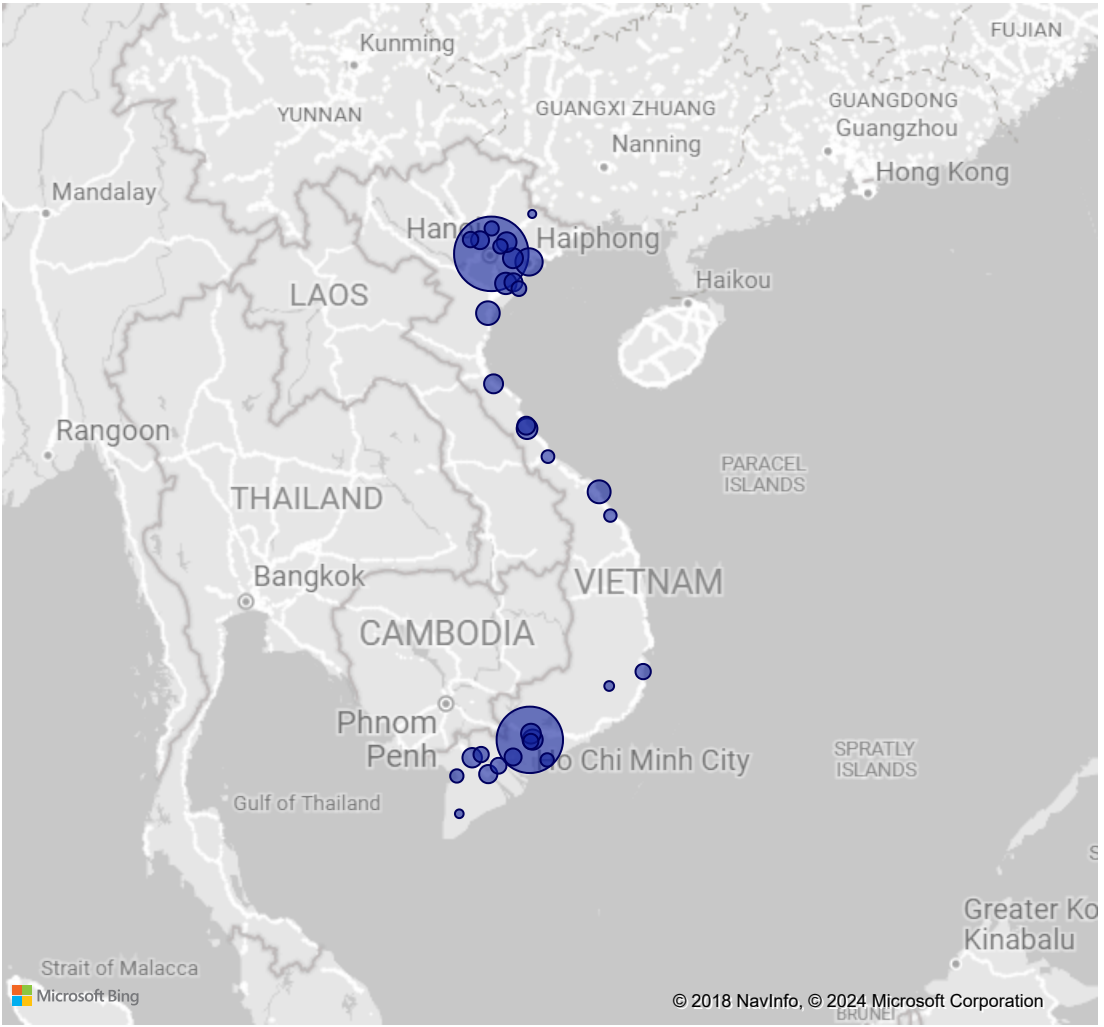 FUJIAN
Kunming
YUNNAN
GUANGXI ZHUANG
GUANGDONG
Guangzhou
Nanning
Hong Kong
Mandalay
Haiphong
Haikou
LAOS
Rangoon
PARACEL
ISLANDS
THAILAND
Bangkok
VIETNAM
CAMBODIA
Phnom
Penh
Chi Minh City
SPRATLY
ISLANDS
Gulf of Thailand
Greater
Kinabalu
Strait of Malacca
Microsoft Bing
© 2018 NavInfo, © 2024 Microsoft Corporation
BRUNEI